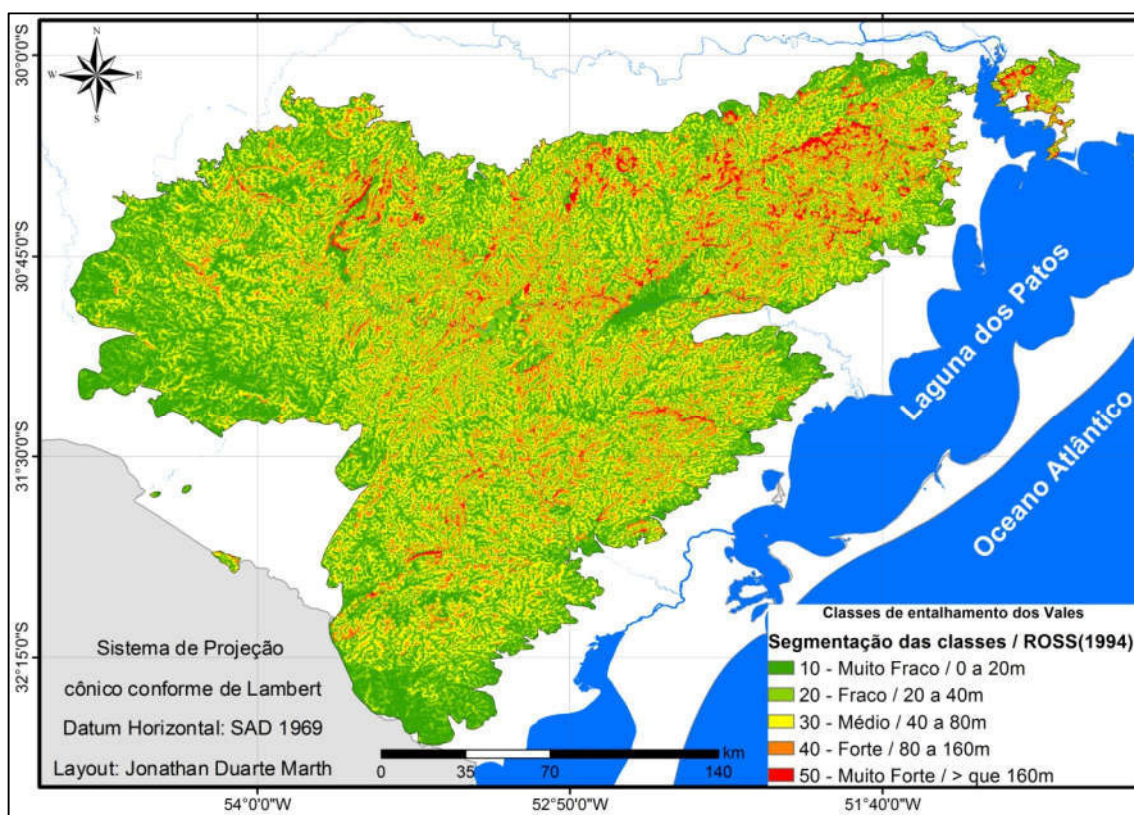 N
W E
S
30°0'0"S
30°45'0"S
31°30'0"S
32°15'0"S
Laguna dos Patos
Oceano Atlântico
Sistema de Projeção
cônico conforme de Lambert
Datum Horizontal: SAD 1969
Layout: Jonathan Duarte Marth
km
0 35 70 140
Classes de entalhamento dos Vales
Segmentação das classes / ROSS(1994)
10 - Muito Fraco / 0 a 20m
20 - Fraco / 20 a 40m
30 - Médio / 40 a 80m
40 - Forte / 80 a 160m
50 - Muito Forte / > que 160m
54°0'0"W 52°50'0"W 51°40'0"W